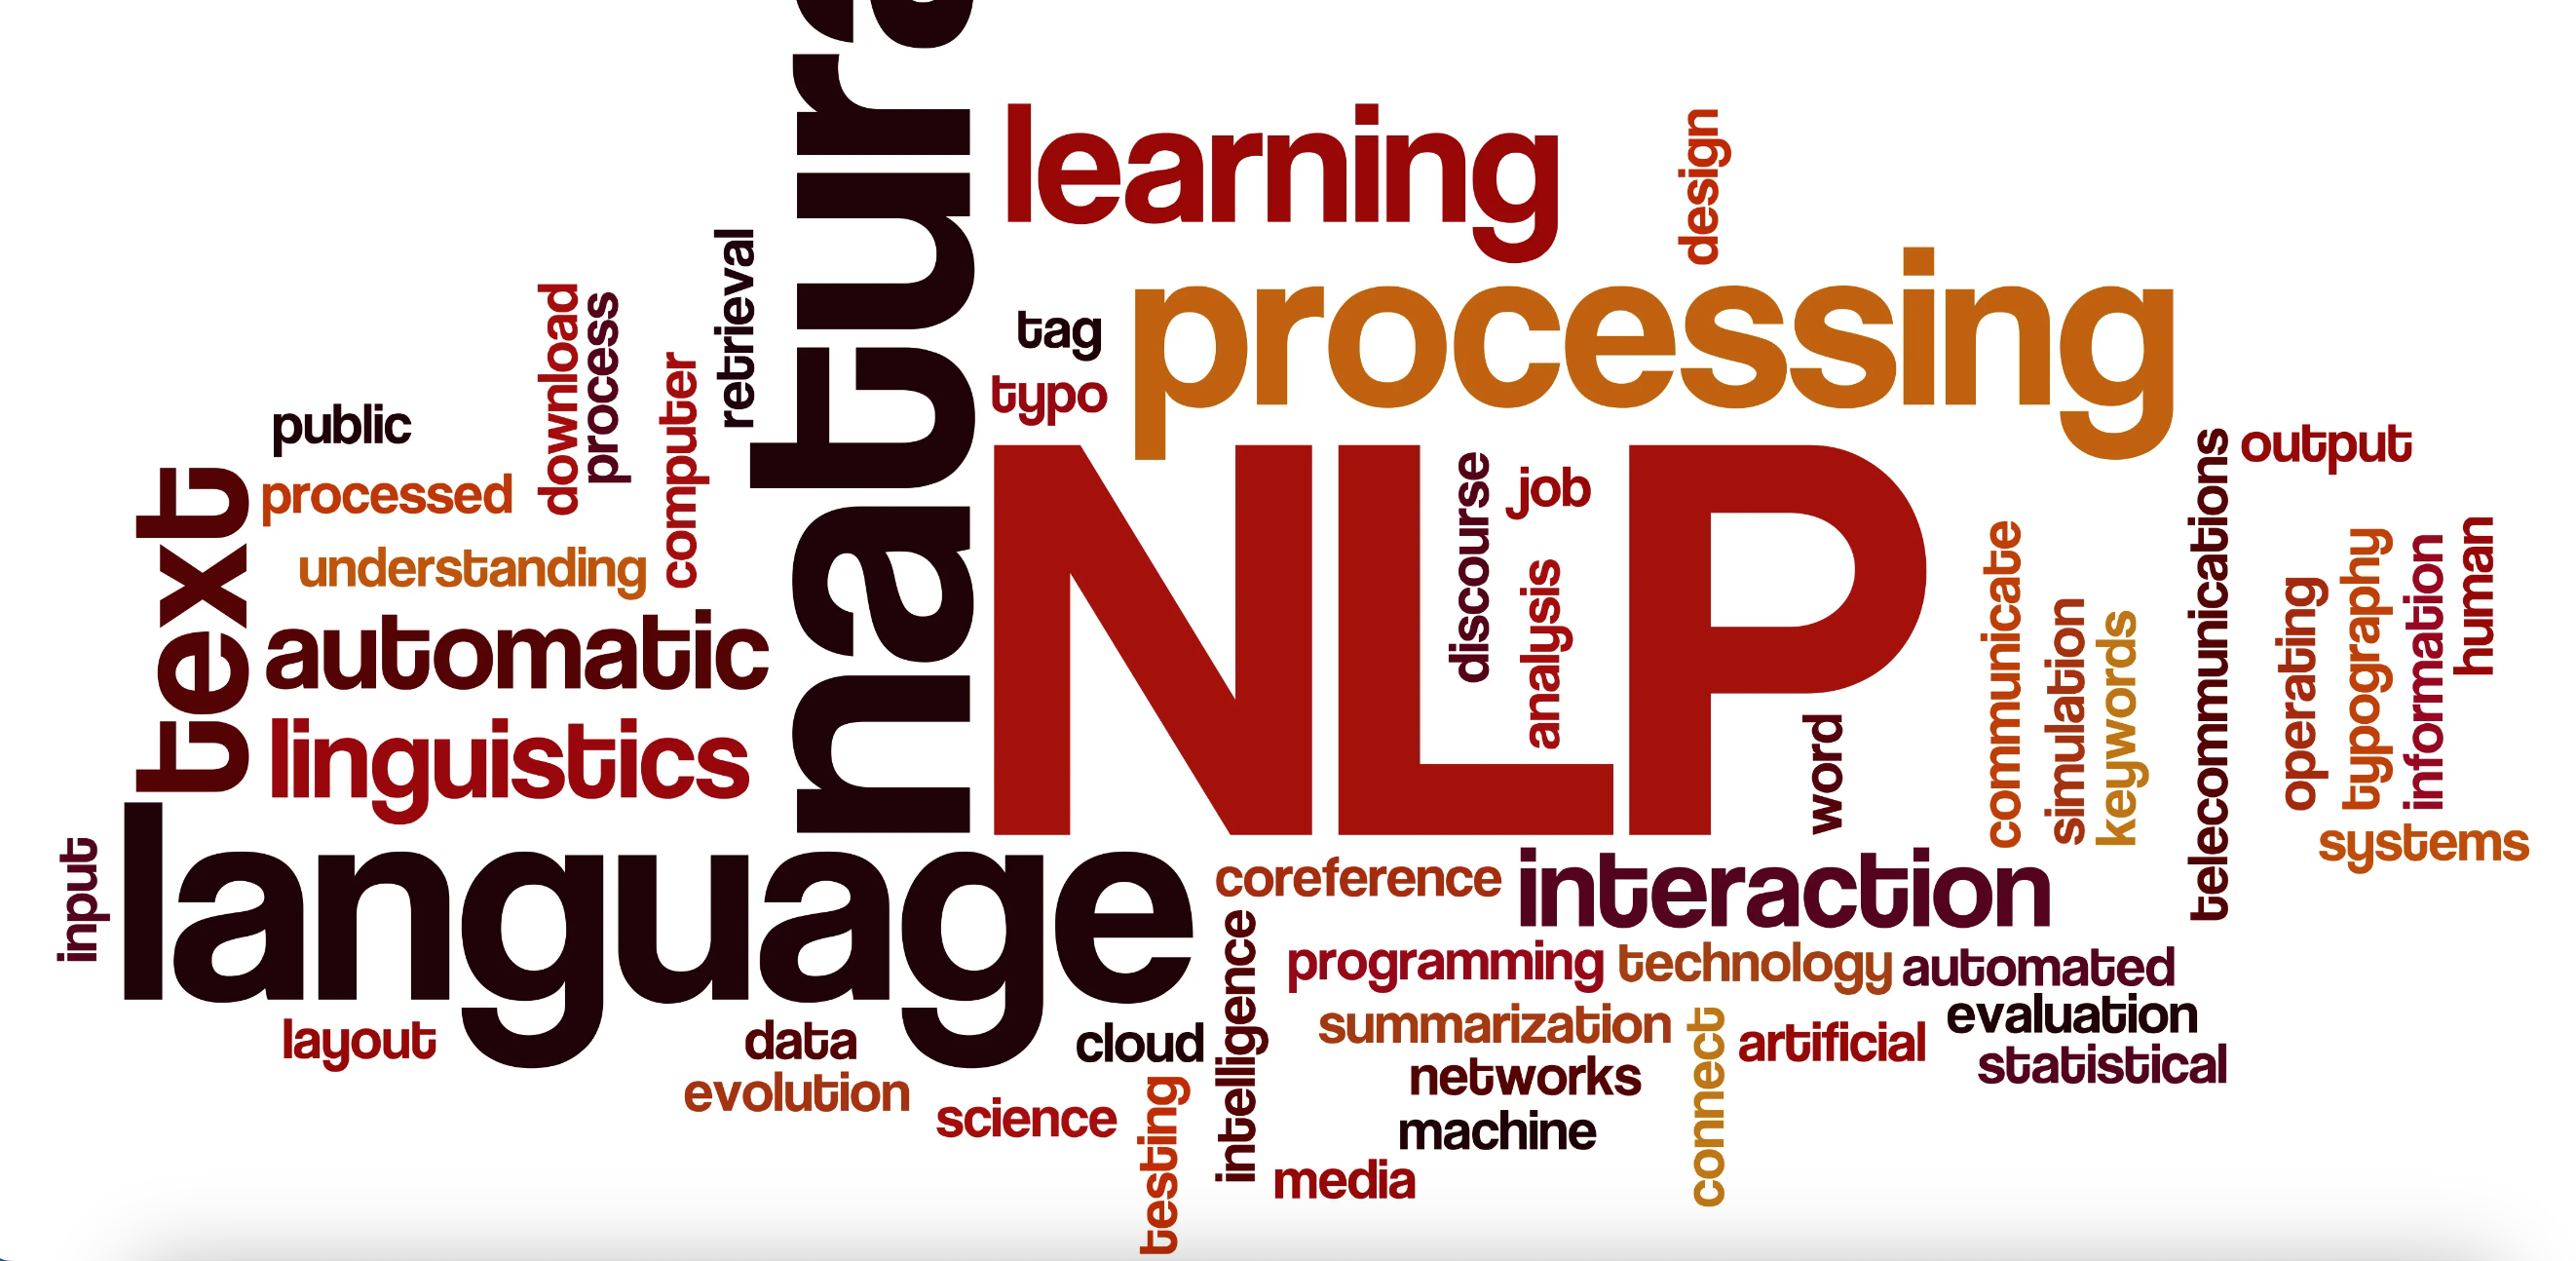 natura
learning
design
processing
tag
typo
retrieval
download
process
computer
public
processed
understanding
text
automatic
linguistics
NLP
discourse
job
analysis
word
communicate
simulation
keywords
telecommunications
output
operating
typography
information
human
systems
input
language
coreference
interaction
intelligence
programming
technology
automated
layout
data
cloud
summarization
connect
artificial
evaluation
statistical
evolution
science
testing
networks
machine
media